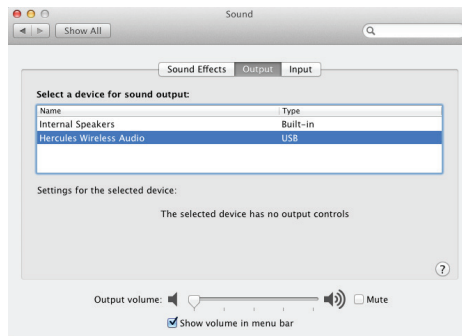 Sound
Show All
Sound Effects Output Input
Select a device for sound output:
Name Type
Internal Speakers Built-in
Hercules Wireless Audio USB
Settings for the selected device:
The selected device has no output controls
?
Output volume: Mute
Show volume in menu bar